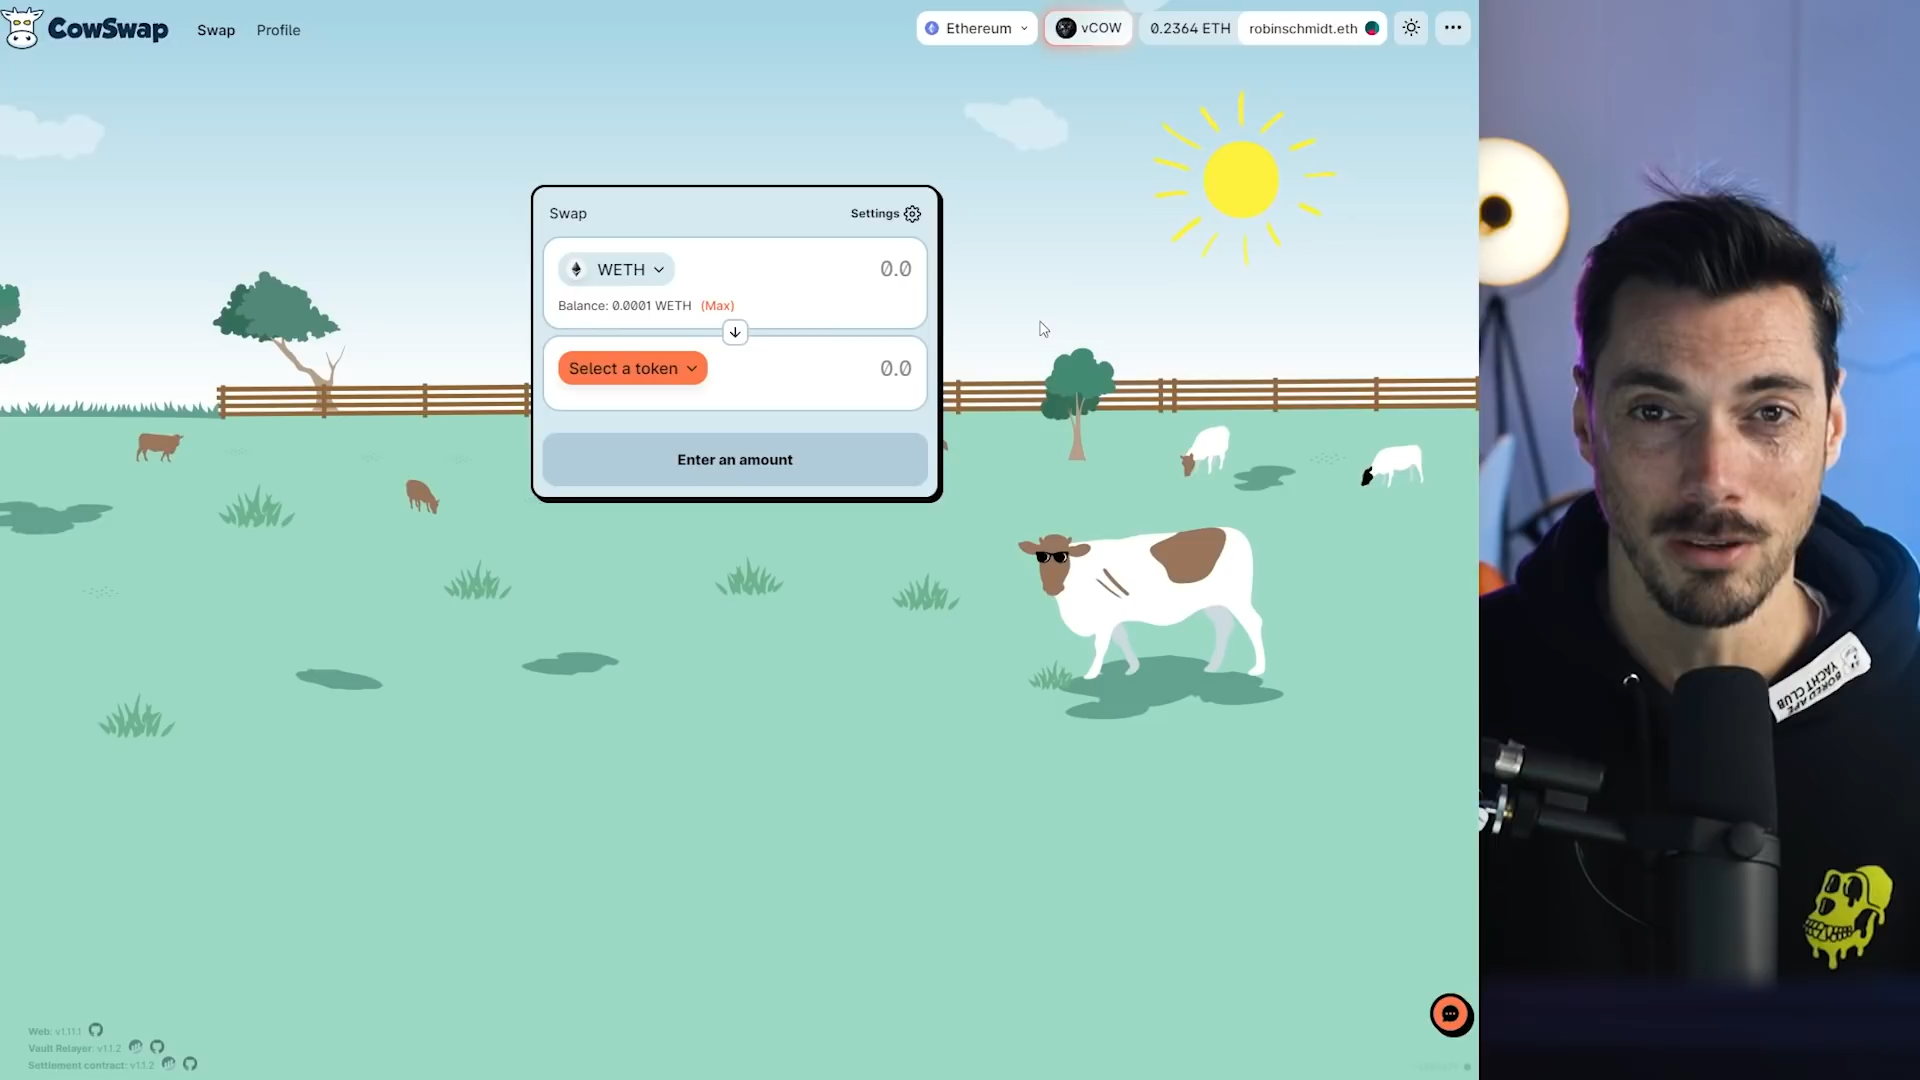 CowSwap
Swap
Profile
Ethereum
vCOW
0.2364 ETH
robinschmidt.eth
Swap
Settings
WETH
0.0
Balance: 0.0001 WETH (Max)
Select a token
0.0
Enter an amount
BORED APE
YACHT CLUB
Web: v1.11.1
Vault Relayer: v1.1.2
Settlement contract: v1.1.2